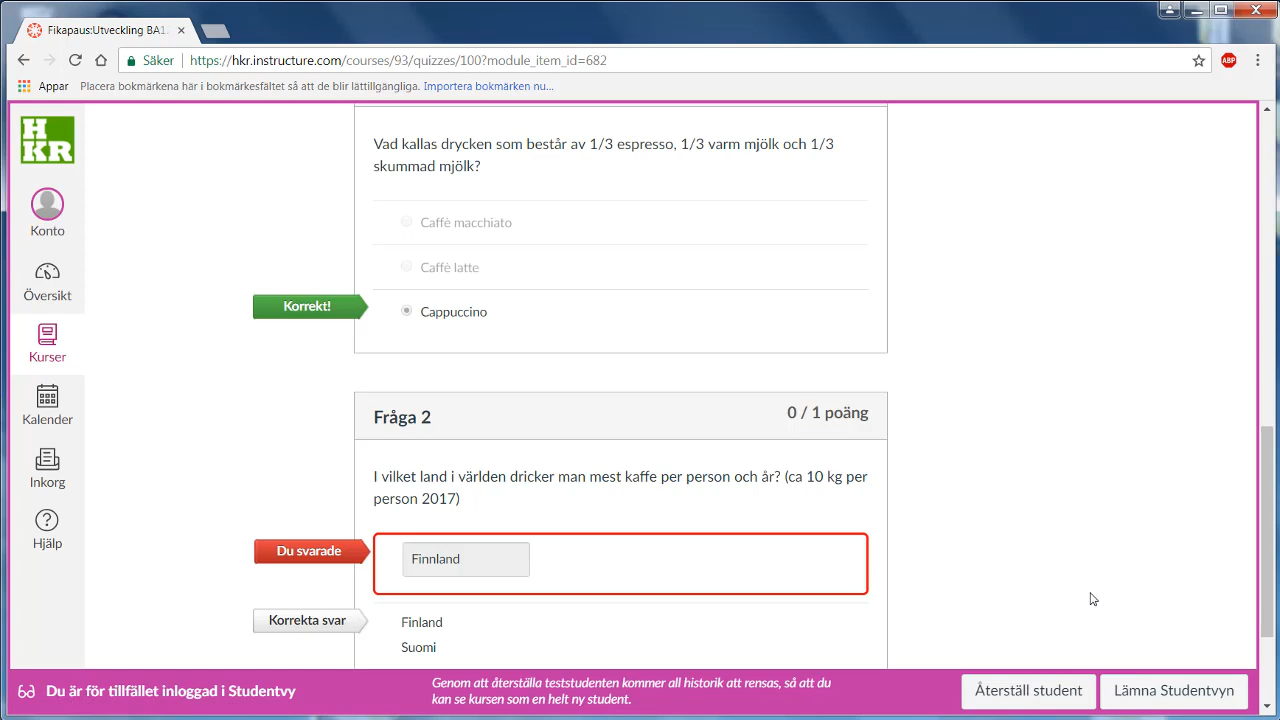 Fikapaus:Utveckling BA1
Säker
https://hkr.instructure.com/courses/93/quizzes/100?module_item_id=682
ABP
Appar
Placera bokmärkena här i bokmärkesfältet så att de blir lättillgängliga. Importera bokmärken nu...
HKR
Konto
Översikt
Kurser
Kalender
Inkorg
Hjälp
Vad kallas drycken som består av 1/3 espresso, 1/3 varm mjölk och 1/3
skummad mjölk?
Caffè macchiato
Caffè latte
Korrekt!
Cappuccino
Fråga 2
0 / 1 poäng
I vilket land i världen dricker man mest kaffe per person och år? (ca 10 kg per
person 2017)
Du svarade
Finnland
Korrekta svar
Finland
Suomi
Du är för tillfället inloggad i Studentvy
Genom att återställa teststudenten kommer all historik att rensas, så att du
kan se kursen som en helt ny student.
Återställ student
Lämna Studentvyn